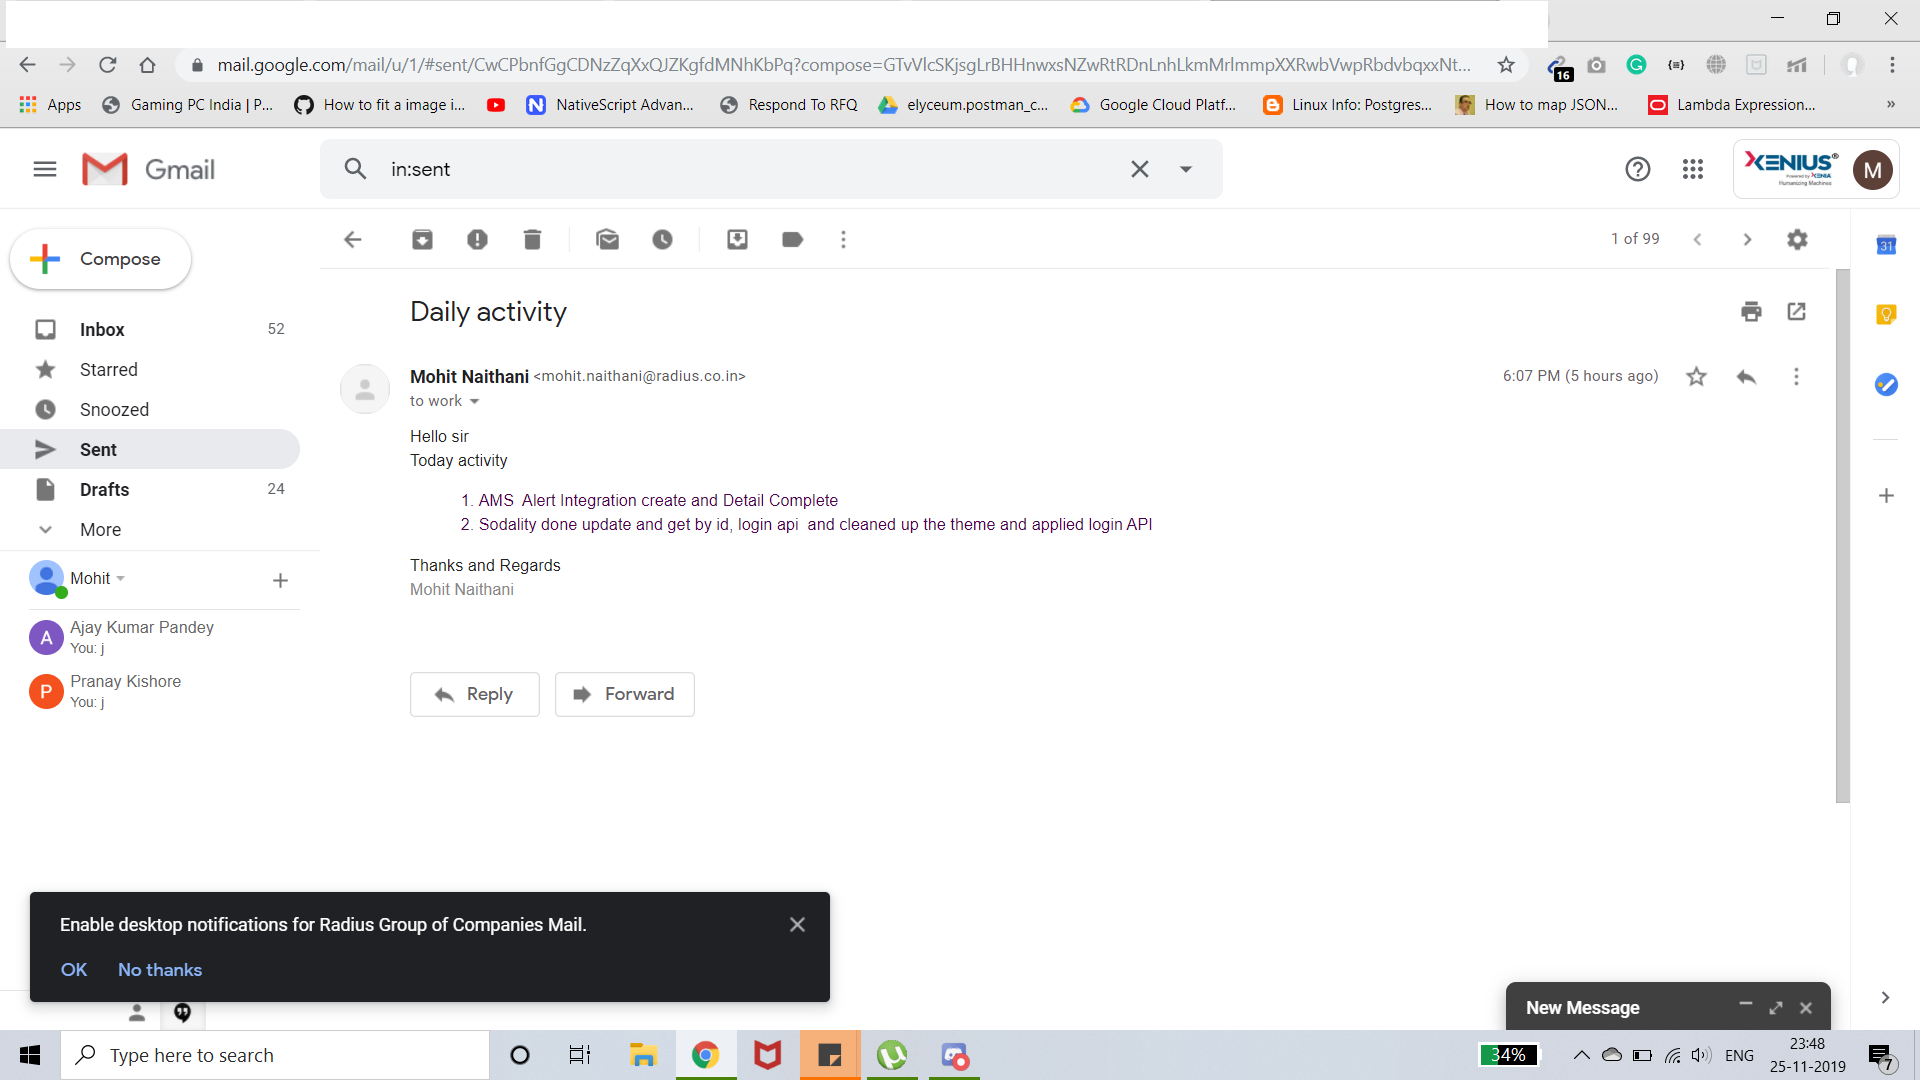 mail.google.com/mail/u/1/#sent/CwCPbnfGgCDNzZqXxQJZKgfdMNhKbPq?compose=GTvVlcSKjsgLrBHHnwxsNZwRtRDnLnhLkmMrlmmpXXRwbVwpRbdvbqxxNt...
16
Apps
Gaming PC India | P...
How to fit a image i...
NativeScript Advan...
Respond To RFQ
elyceum.postman_c...
Google Cloud Platf...
Linux Info: Postgres...
How to map JSON...
Lambda Expression...
»
Gmail
in:sent
XENIUS®
Powered by XENIA
Humanizing Machines
M
Compose
1 of 99
31
Inbox 52
Starred
Snoozed
Sent
Drafts 24
More
Mohit
A
Ajay Kumar Pandey
You: j
P
Pranay Kishore
You: j
Daily activity
Mohit Naithani <mohit.naithani@radius.co.in>
6:07 PM (5 hours ago)
to work
Hello sir
Today activity
1. AMS  Alert Integration create and Detail Complete
2. Sodality done update and get by id, login api  and cleaned up the theme and applied login API
Thanks and Regards
Mohit Naithani
Reply
Forward
Enable desktop notifications for Radius Group of Companies Mail.
OK
No thanks
New Message
Type here to search
34%
ENG
23:48
25-11-2019
7